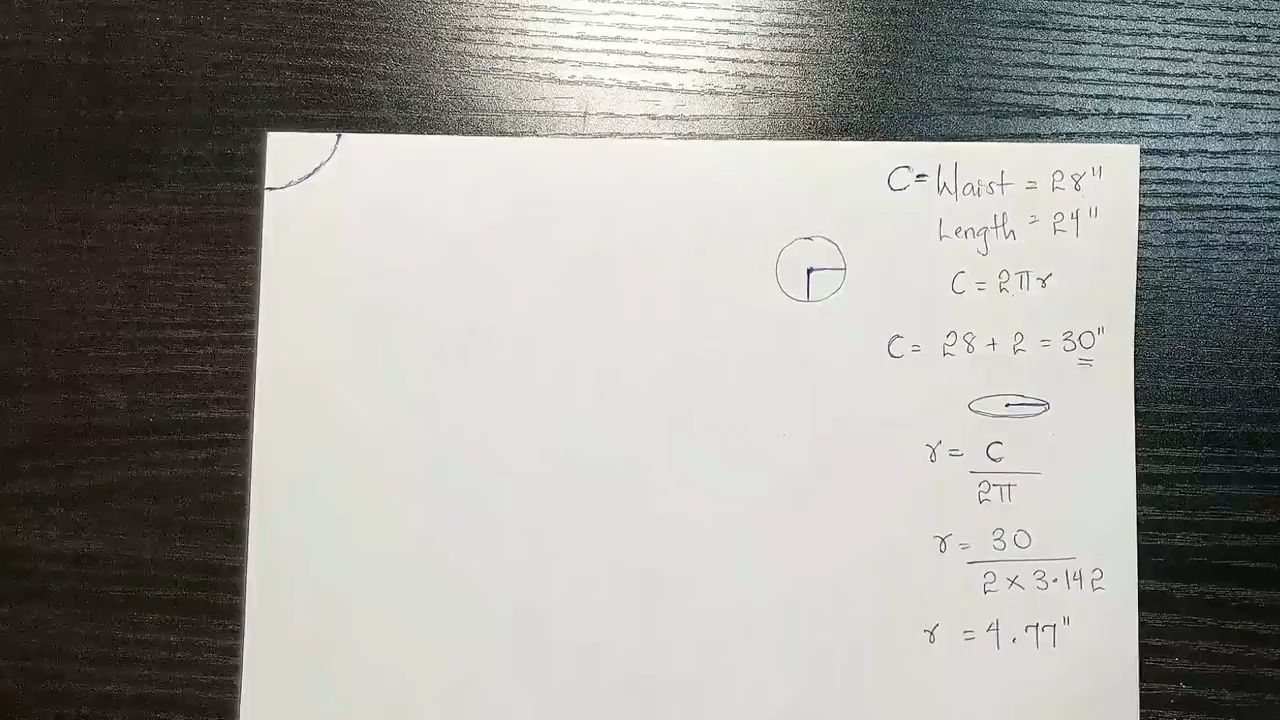 C = Waist = 28"
Length = 24"
C = 2πr
C = 28 + 2 = 30"
r = C
2π
r = 30
2 × 3.142
r = 4.77"